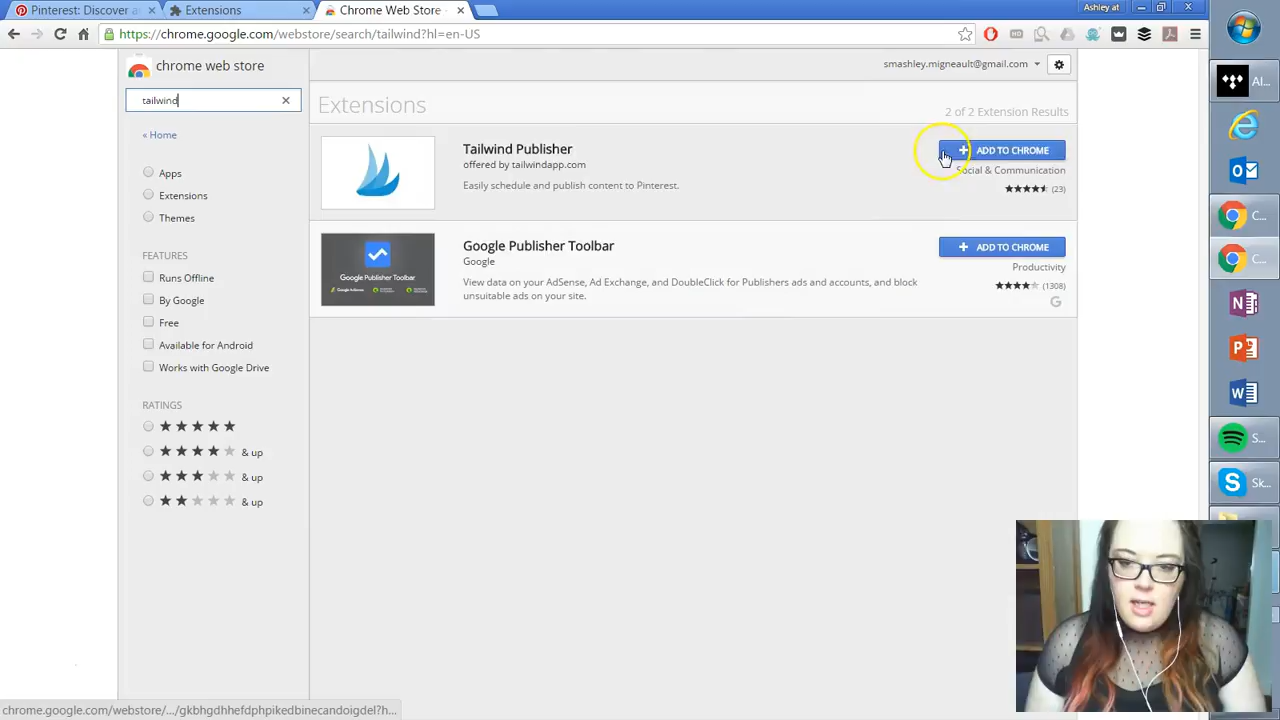 Pinterest: Discover a
Extensions
Chrome Web Store
Ashley at
https://chrome.google.com/webstore/search/tailwind?hl=en-US
chrome web store
smashley.migneault@gmail.com
tailwind
Extensions
2 of 2 Extension Results
« Home
Apps
Extensions
Themes
Tailwind Publisher
offered by tailwindapp.com
Easily schedule and publish content to Pinterest.
ADD TO CHROME
Social & Communication
(23)
Google Publisher Toolbar
Google
View data on your AdSense, Ad Exchange, and DoubleClick for Publishers ads and accounts, and block
unsuitable ads on your site.
ADD TO CHROME
Productivity
(1308)
Google Publisher Toolbar
FEATURES
Runs Offline
By Google
Free
Available for Android
Works with Google Drive
RATINGS
& up
& up
& up
Al...
C...
C...
S...
Sk...
chrome.google.com/webstore/.../gkbhgdhhefdphpikedbinecandoigdel?h...